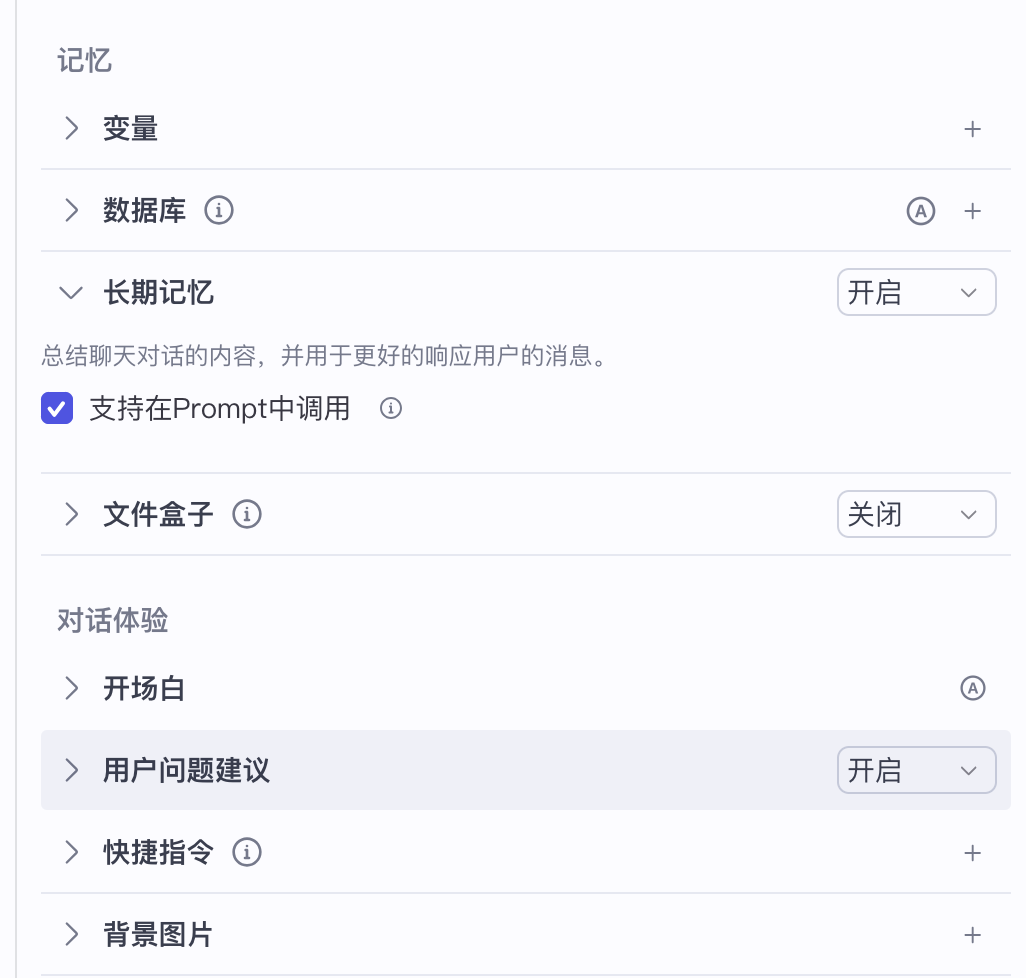 记忆
变量
数据库
长期记忆 开启
总结聊天对话的内容，并用于更好的响应用户的消息。
支持在Prompt中调用
文件盒子 关闭
对话体验
开场白
用户问题建议 开启
快捷指令
背景图片